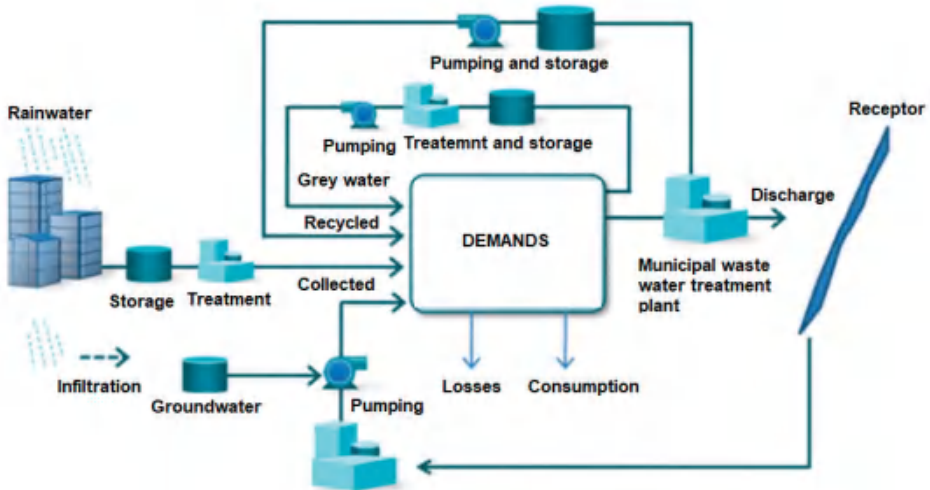 Pumping and storage
Rainwater
Receptor
Pumping
Treatemnt and storage
Grey water
Discharge
Recycled
DEMANDS
Municipal waste
water treatment
plant
Storage
Treatment
Collected
Infiltration
Groundwater
Pumping
Losses
Consumption